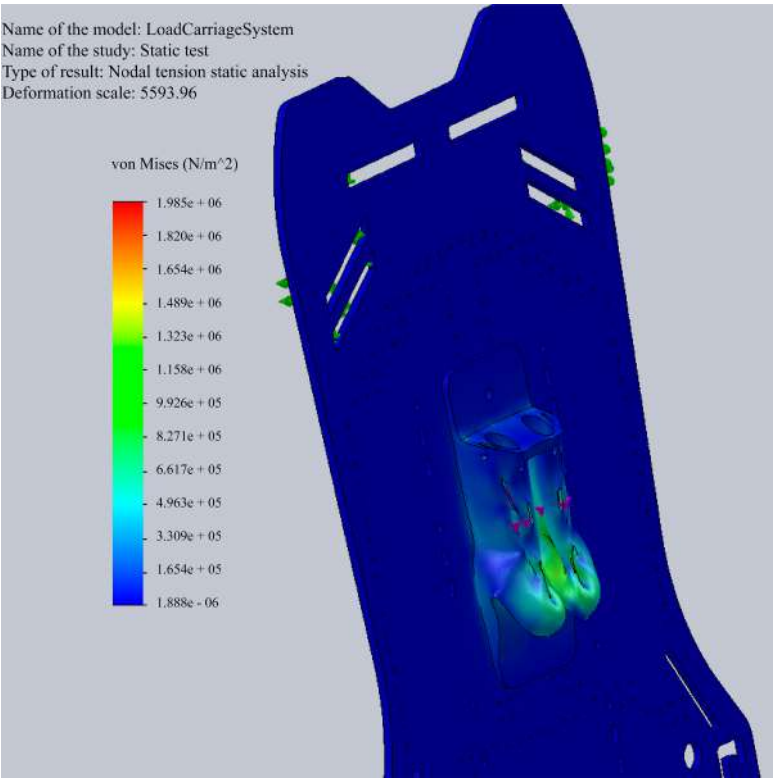 Name of the model: LoadCarriageSystem
Name of the study: Static test
Type of result: Nodal tension static analysis
Deformation scale: 5593.96
von Mises (N/m^2)
1.985e + 06
1.820e + 06
1.654e + 06
1.489e + 06
1.323e + 06
1.158e + 06
9.926e + 05
8.271e + 05
6.617e + 05
4.963e + 05
3.309e + 05
1.654e + 05
1.888e - 06